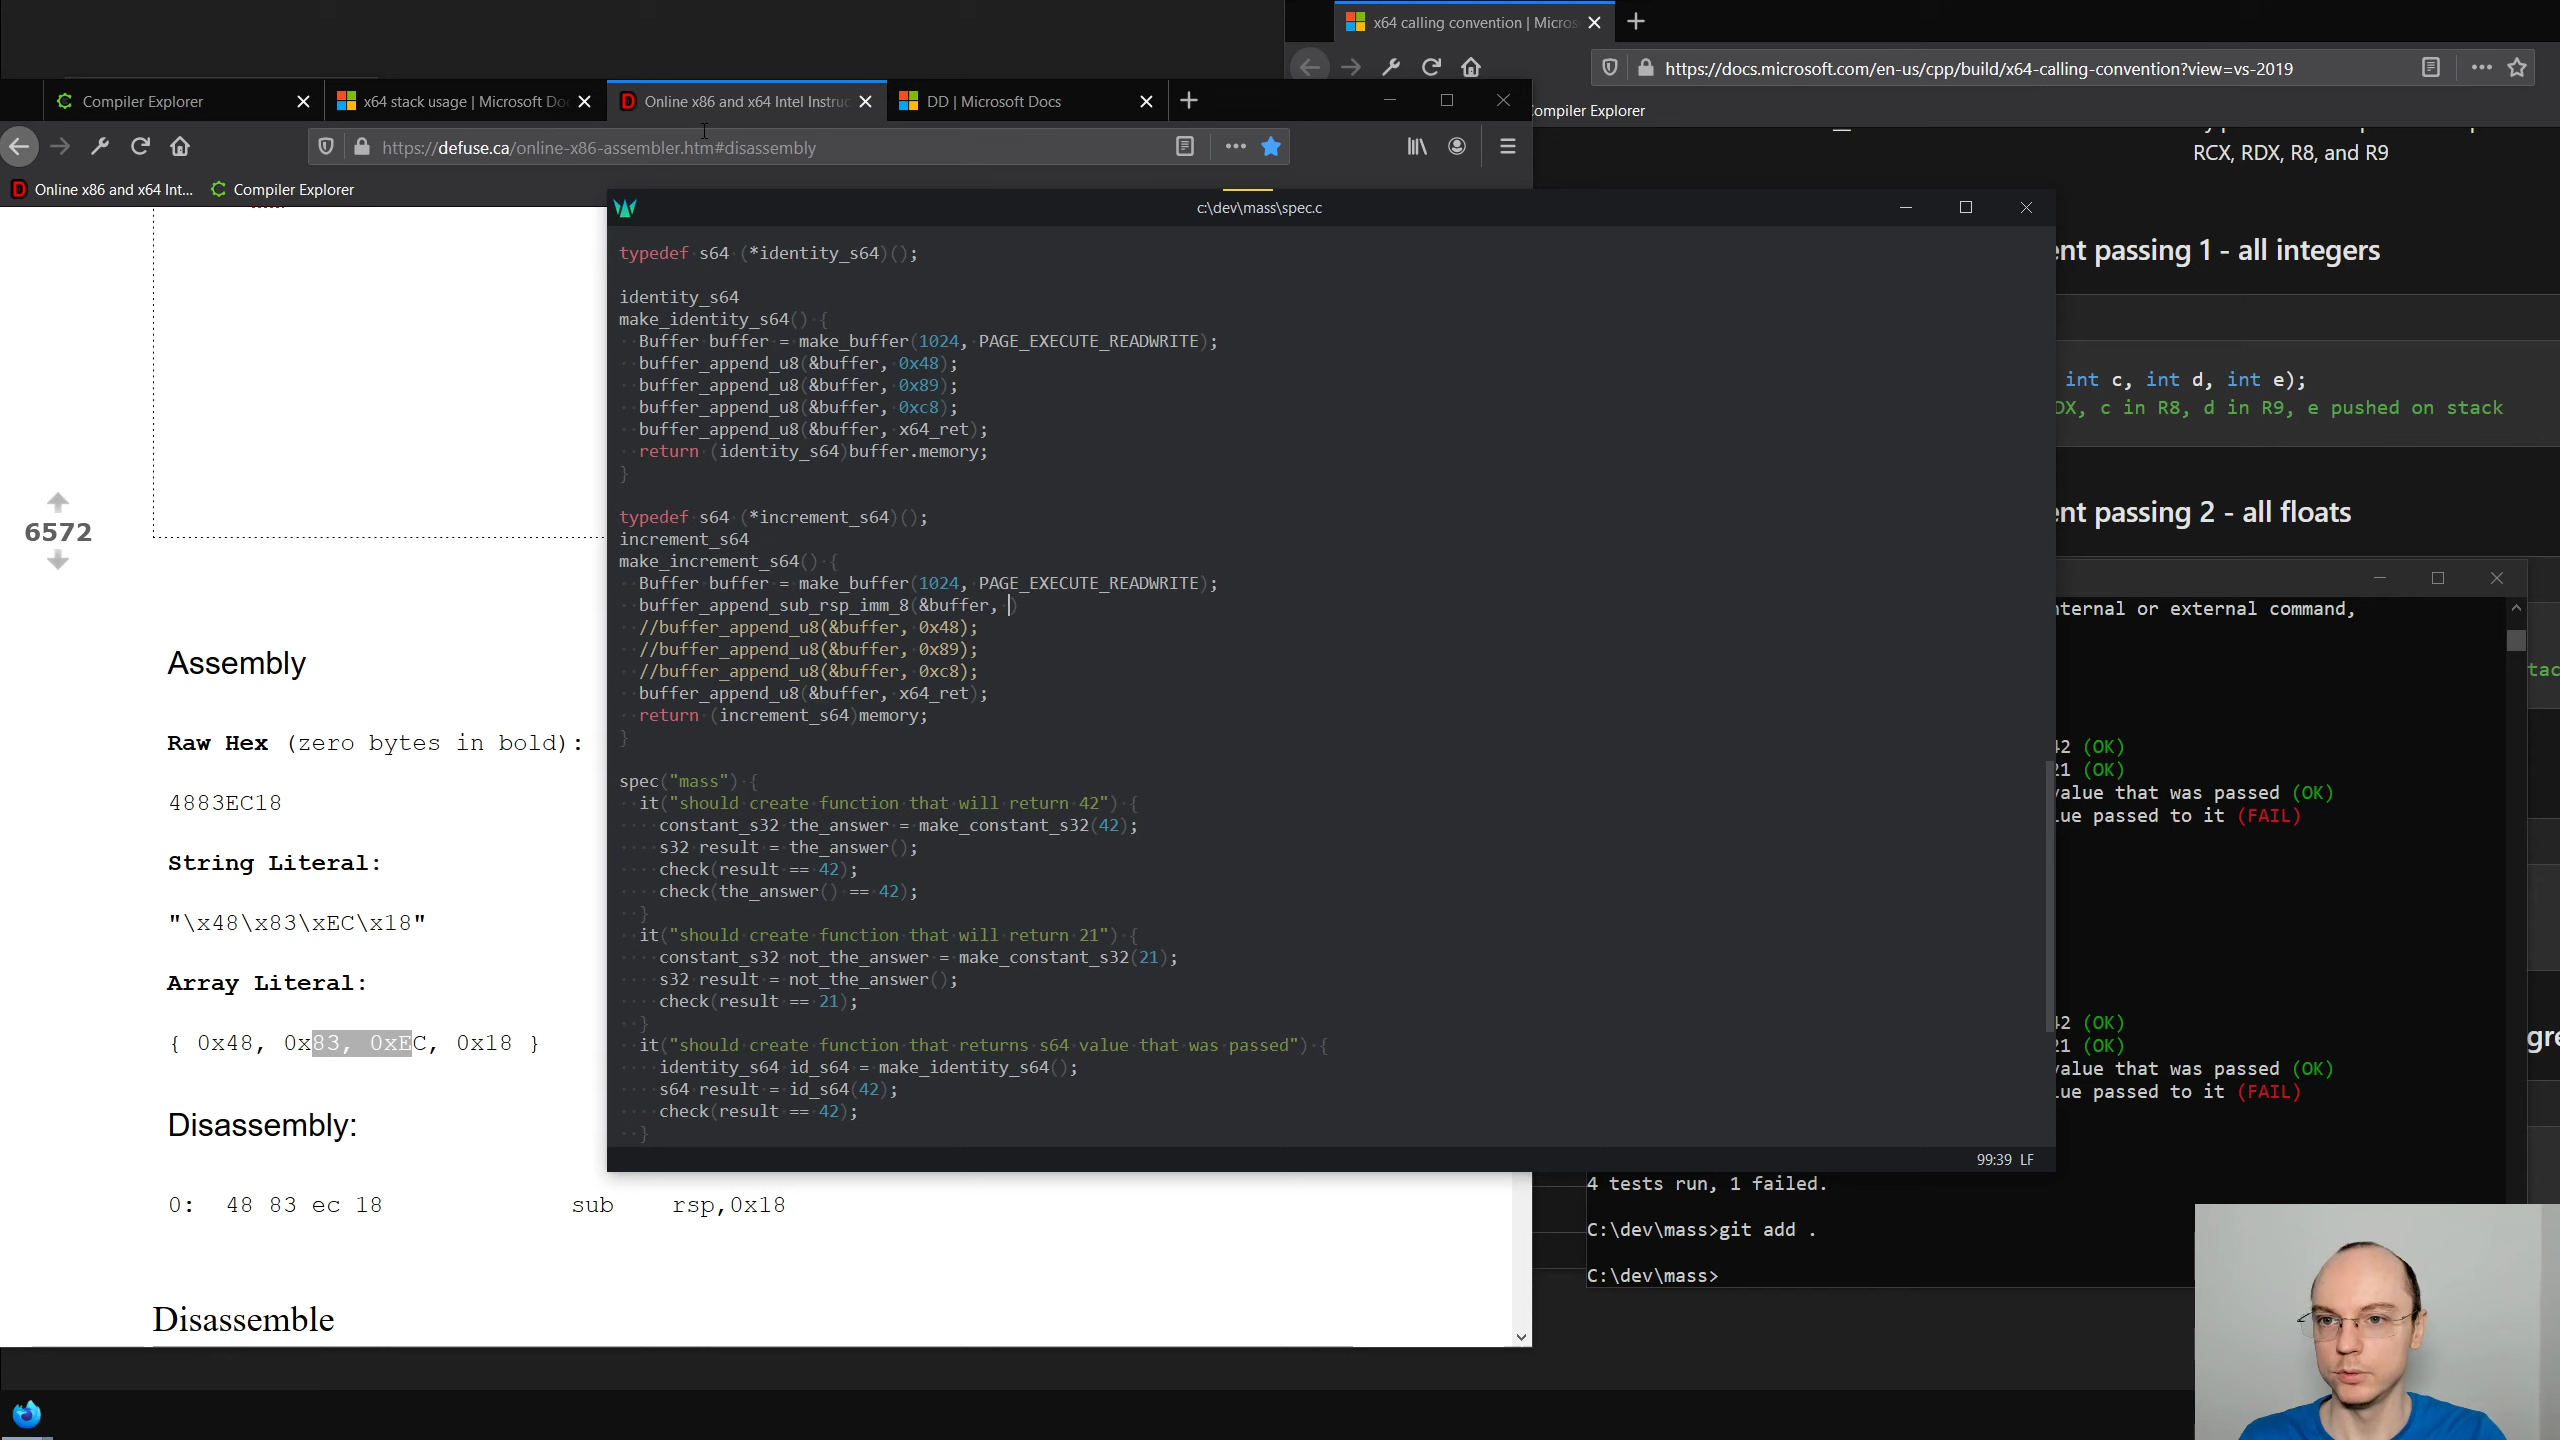 x64 calling convention | Micros
https://docs.microsoft.com/en-us/cpp/build/x64-calling-convention?view=vs-2019
Compiler Explorer
x64 stack usage | Microsoft Do
Online x86 and x64 Intel Instruc
DD | Microsoft Docs
ompiler Explorer
https://defuse.ca/online-x86-assembler.htm#disassembly
RCX, RDX, R8, and R9
Online x86 and x64 Int...
Compiler Explorer
c:\dev\mass\spec.c
typedef s64 (*identity_s64)();
identity_s64
make_identity_s64() {
Buffer buffer = make_buffer(1024, PAGE_EXECUTE_READWRITE);
buffer_append_u8(&buffer, 0x48);
buffer_append_u8(&buffer, 0x89);
buffer_append_u8(&buffer, 0xc8);
buffer_append_u8(&buffer, x64_ret);
return (identity_s64)buffer.memory;
}
typedef s64 (*increment_s64)();
increment_s64
make_increment_s64() {
Buffer buffer = make_buffer(1024, PAGE_EXECUTE_READWRITE);
buffer_append_sub_rsp_imm_8(&buffer, )
//buffer_append_u8(&buffer, 0x48);
//buffer_append_u8(&buffer, 0x89);
//buffer_append_u8(&buffer, 0xc8);
buffer_append_u8(&buffer, x64_ret);
return (increment_s64)memory;
}
spec("mass") {
it("should create function that will return 42") {
constant_s32 the_answer = make_constant_s32(42);
s32 result = the_answer();
check(result == 42);
check(the_answer() == 42);
}
it("should create function that will return 21") {
constant_s32 not_the_answer = make_constant_s32(21);
s32 result = not_the_answer();
check(result == 21);
}
it("should create function that returns s64 value that was passed") {
identity_s64 id_s64 = make_identity_s64();
s64 result = id_s64(42);
check(result == 42);
}
99:39 LF
6572
Assembly
Raw Hex (zero bytes in bold):
4883EC18
String Literal:
"\x48\x83\xEC\x18"
Array Literal:
{ 0x48, 0x83, 0xEC, 0x18 }
Disassembly:
0: 48 83 ec 18 sub rsp,0x18
Disassemble
ent passing 1 - all integers
int c, int d, int e);
DX, c in R8, d in R9, e pushed on stack
ent passing 2 - all floats
nternal or external command,
tac
42 (OK)
21 (OK)
value that was passed (OK)
lue passed to it (FAIL)
42 (OK)
21 (OK)
value that was passed (OK)
lue passed to it (FAIL)
gre
4 tests run, 1 failed.
C:\dev\mass>git add .
C:\dev\mass>